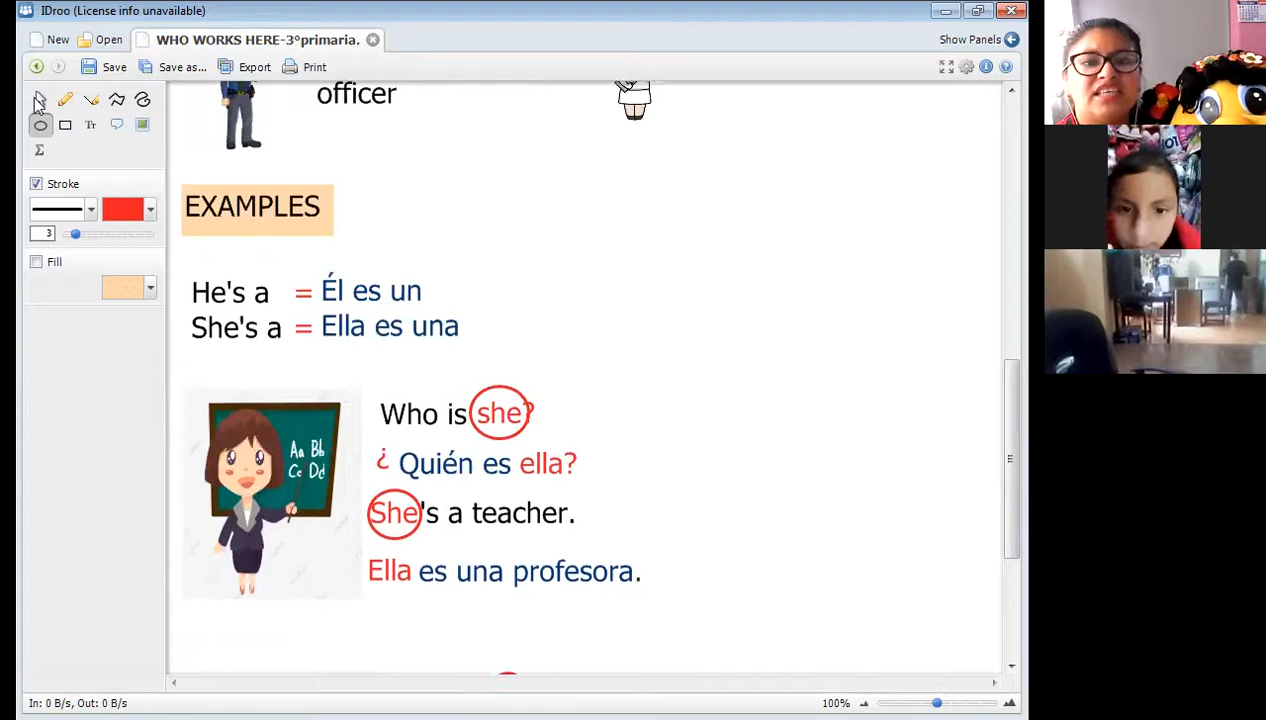 IDroo (License info unavailable)
New Open WHO WORKS HERE-3°primaria. Show Panels
Save Save as... Export Print
Tr
Σ
Stroke
3
Fill
officer
EXAMPLES
He's a = Él es un
She's a = Ella es una
Aa Bb
Cc Dd
Who is she?
¿ Quién es ella?
She's a teacher.
Ella es una profesora.
In: 0 B/s, Out: 0 B/s 100%